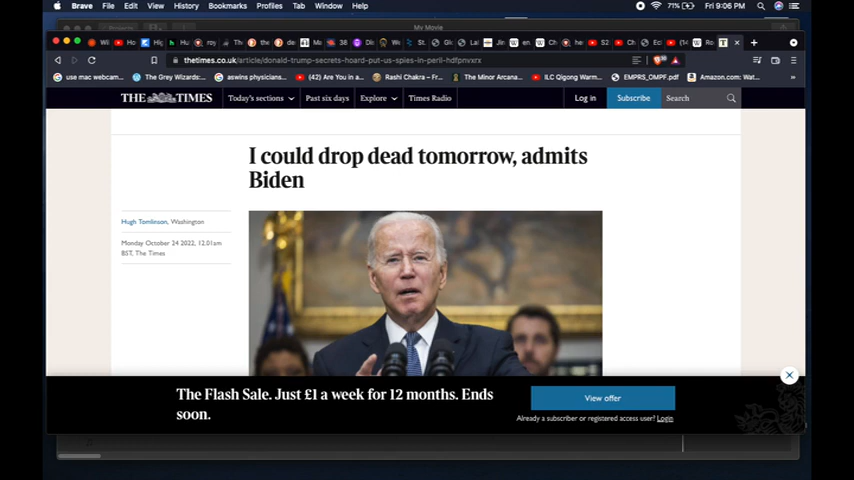 Brave File Edit View History Bookmarks Profiles Tab Window Help 71% Fri 9:06 PM
My Movie
thetimes.co.uk/article/donald-trump-secrets-hoard-put-us-spies-in-peril-hdfpnvxrx
use mac webcam... The Grey Wizards:... aswins physicians... (42) Are You in a... Rashi Chakra – F... The Minor Arcana... ILC Qigong Warm-... EMPRS_OMPF.pdf Amazon.com: Wat...
THE TIMES Today's sections Past six days Explore Times Radio Log in Subscribe Search
I could drop dead tomorrow, admits
Biden
Hugh Tomlinson, Washington
Monday October 24 2022, 12.01am
BST, The Times
The Flash Sale. Just £1 a week for 12 months. Ends
soon.
View offer
Already a subscriber or registered access user? Login